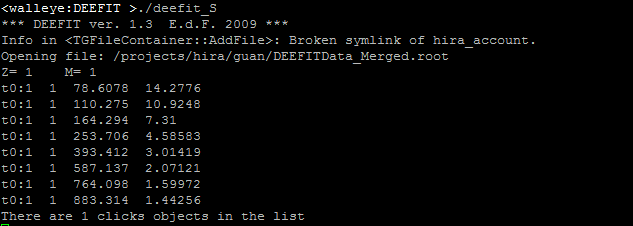 <walleye:DEEFIT >./deefit_S
*** DEEFIT ver. 1.3  E.d.F. 2009 ***
Info in <TGFileContainer::AddFile>: Broken symlink of hira_account.
Opening file: /projects/hira/guan/DEEFITData_Merged.root
Z= 1    M= 1
t0:1  1  78.6078  14.2776
t0:1  1  110.275  10.9248
t0:1  1  164.294  7.31
t0:1  1  253.706  4.58583
t0:1  1  393.412  3.01419
t0:1  1  587.137  2.07121
t0:1  1  764.098  1.59972
t0:1  1  883.314  1.44256
There are 1 clicks objects in the list